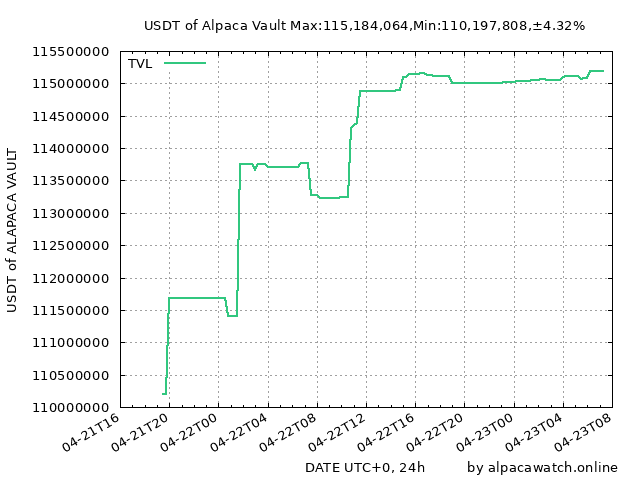 USDT of Alpaca Vault Max:115,184,064,Min:110,197,808,±4.32%
TVL
115500000
115000000
114500000
114000000
113500000
113000000
112500000
112000000
111500000
111000000
110500000
110000000
USDT of ALAPACA VAULT
04-21T16
04-21T20
04-22T00
04-22T04
04-22T08
04-22T12
04-22T16
04-22T20
04-23T00
04-23T04
04-23T08
DATE UTC+0, 24h
by alpacawatch.online